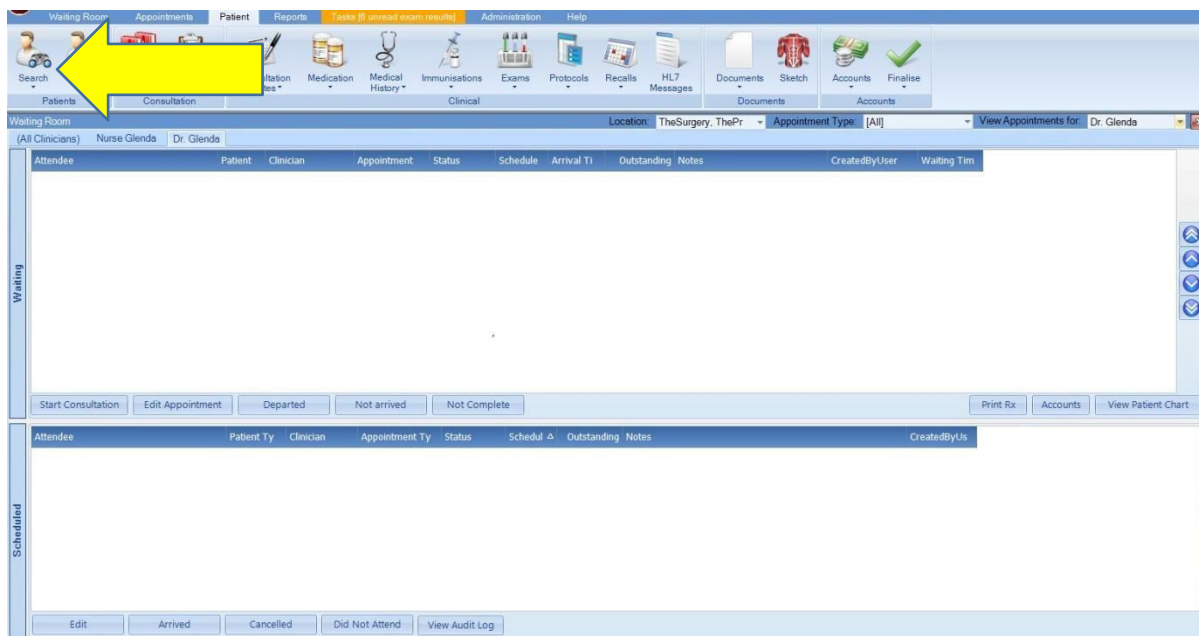 Waiting Room Appointments Patient Reports Tasks [6 unread exam results] Administration Help
Search Medication Medical History Immunisations Exams Protocols Recalls HL7 Messages Documents Sketch Accounts Finalise
Patients Consultation Clinical Documents Accounts
Waiting Room Location: TheSurgery, ThePr Appointment Type: [All] View Appointments for: Dr. Glenda
(All Clinicians) Nurse Glenda Dr. Glenda
Attendee Patient Clinician Appointment Status Schedule Arrival Ti Outstanding Notes CreatedByUser Waiting Tim
Waiting
Start Consultation Edit Appointment Departed Not arrived Not Complete Print Rx Accounts View Patient Chart
Attendee Patient Ty Clinician Appointment Ty Status Schedul Outstanding Notes CreatedByUs
Scheduled
Edit Arrived Cancelled Did Not Attend View Audit Log